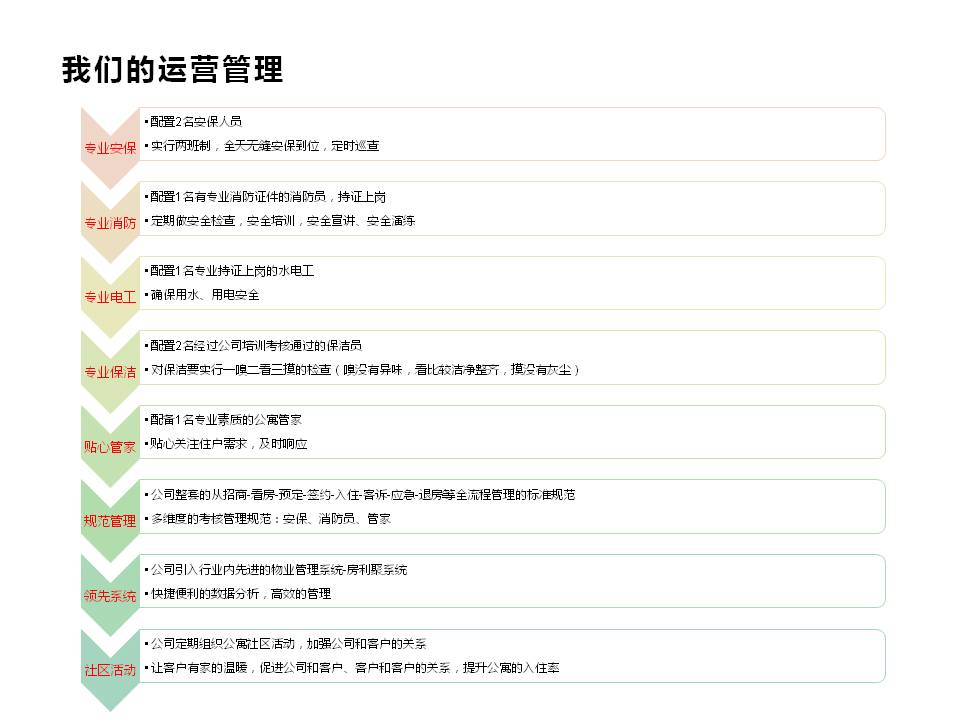 我们的运营管理
专业安保
•配置2名安保人员
•实行两班制，全天无缝安保到位，定时巡查
专业消防
•配置1名有专业消防证件的消防员，持证上岗
•定期做安全检查，安全培训，安全宣讲、安全演练
专业电工
•配置1名专业持证上岗的水电工
•确保用水、用电安全
专业保洁
•配置2名经过公司培训考核通过的保洁员
•对保洁要实行一嗅二看三摸的检查（嗅没有异味，看比较洁净整齐，摸没有灰尘）
贴心管家
•配备1名专业素质的公寓管家
•贴心关注住户需求，及时响应
规范管理
•公司整套的从招商-看房-预定-签约-入住-客诉-应急-退房等全流程管理的标准规范
•多维度的考核管理规范：安保、消防员、管家
领先系统
•公司引入行业内先进的物业管理系统-房利聚系统
•快捷便利的数据分析，高效的管理
社区活动
•公司定期组织公寓社区活动，加强公司和客户的关系
•让客户有家的温暖，促进公司和客户、客户和客户的关系，提升公寓的入住率